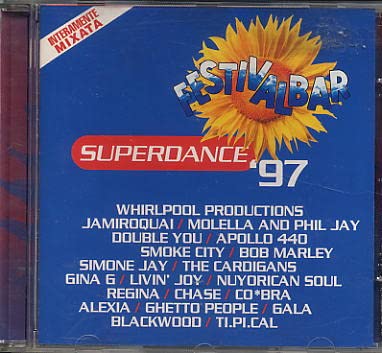 INTERAMENTE
MIXATA
FESTIVALBAR
SUPERDANCE '97
WHIRLPOOL PRODUCTIONS
JAMIROQUAI / MOLELLA AND PHIL JAY
DOUBLE YOU / APOLLO 440
SMOKE CITY / BOB MARLEY
SIMONE JAY / THE CARDIGANS
GINA G / LIVIN' JOY / NUYORICAN SOUL
REGINA / CHASE / CO*BRA
ALEXIA / GHETTO PEOPLE / GALA
BLACKWOOD / TI.PI.CAL